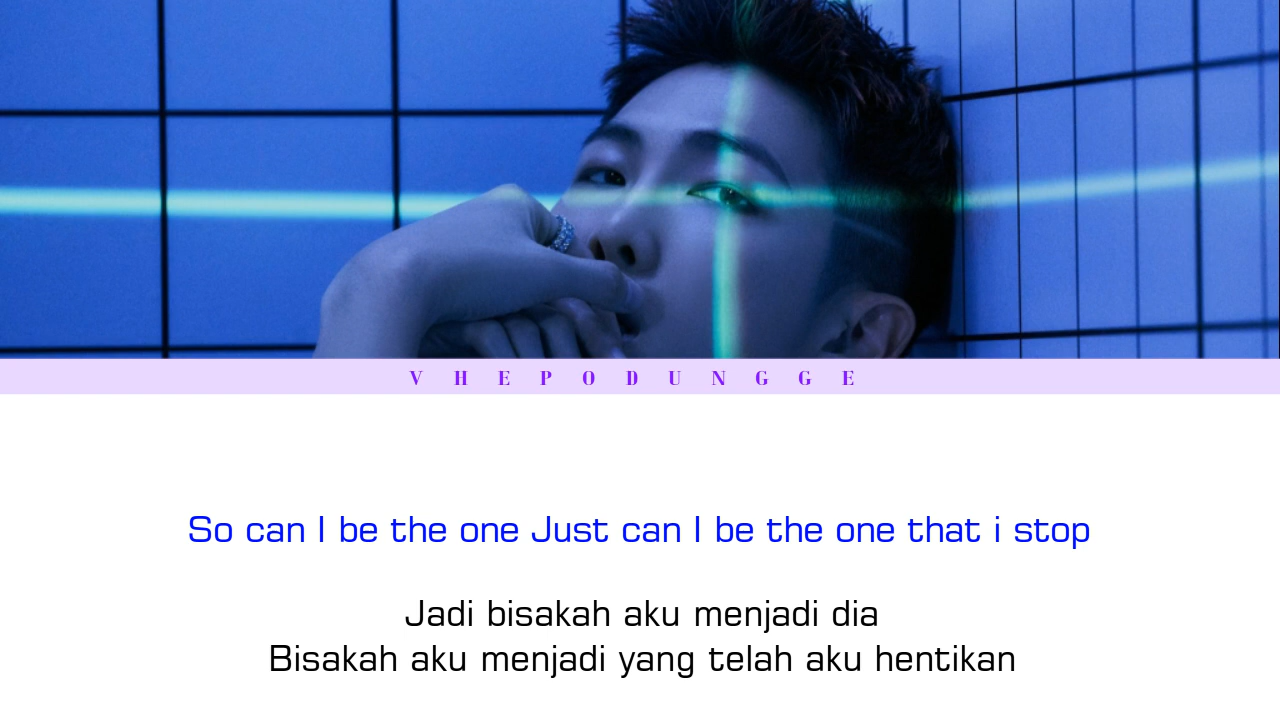 VHEPODUNGGE
So can I be the one Just can I be the one that i stop
Jadi bisakah aku menjadi dia
Bisakah aku menjadi yang telah aku hentikan